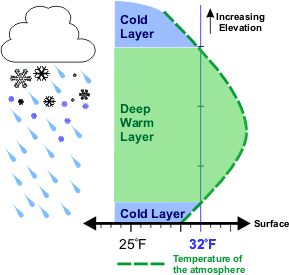 Cold
Layer
Increasing
Elevation
Deep
Warm
Layer
Cold Layer
Surface
25°F
32°F
Temperature of
the atmosphere